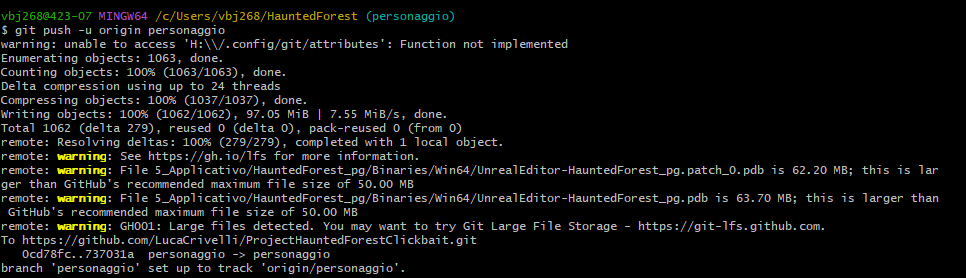 vbj268@423-07 MINGW64 /c/Users/vbj268/HauntedForest (personaggio)
$ git push -u origin personaggio
warning: unable to access 'H:\\/.config/git/attributes': Function not implemented
Enumerating objects: 1063, done.
Counting objects: 100% (1063/1063), done.
Delta compression using up to 24 threads
Compressing objects: 100% (1037/1037), done.
Writing objects: 100% (1062/1062), 97.05 MiB | 7.55 MiB/s, done.
Total 1062 (delta 279), reused 0 (delta 0), pack-reused 0 (from 0)
remote: Resolving deltas: 100% (279/279), completed with 1 local object.
remote: warning: See https://gh.io/lfs for more information.
remote: warning: File 5_Applicativo/HauntedForest_pg/Binaries/Win64/UnrealEditor-HauntedForest_pg.patch_0.pdb is 62.20 MB; this is lar
ger than GitHub's recommended maximum file size of 50.00 MB
remote: warning: File 5_Applicativo/HauntedForest_pg/Binaries/Win64/UnrealEditor-HauntedForest_pg.pdb is 63.70 MB; this is larger than
 GitHub's recommended maximum file size of 50.00 MB
remote: warning: GH001: Large files detected. You may want to try Git Large File Storage - https://git-lfs.github.com.
To https://github.com/LucaCrivelli/ProjectHauntedForestClickbait.git
   0cd78fc..737031a  personaggio -> personaggio
branch 'personaggio' set up to track 'origin/personaggio'.